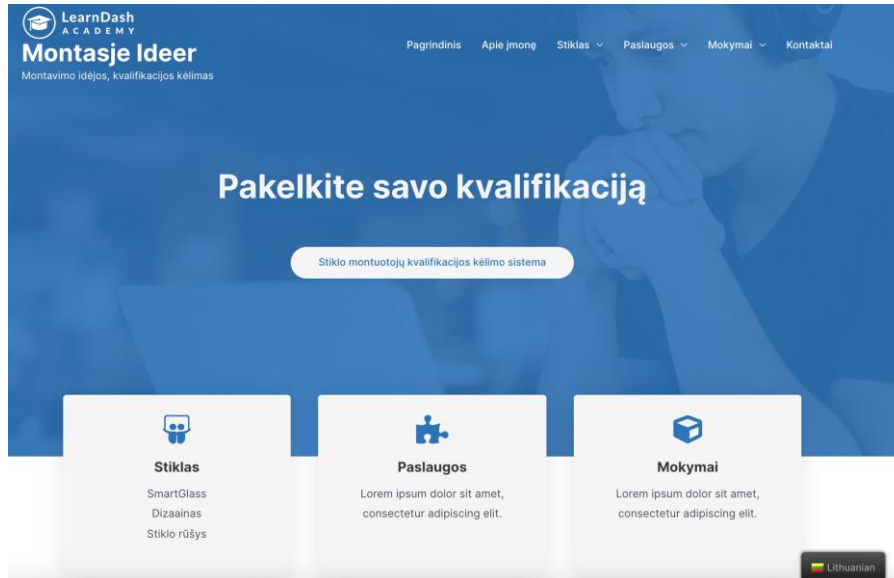 LearnDash
ACADEMY
Montasje Ideer
Montavimo idėjos, kvalifikacijos kėlimas
Pagrindinis Apie įmonę Stiklas Paslaugos Mokymai Kontaktai
Pakelkite savo kvalifikaciją
Stiklo montuotojų kvalifikacijos kėlimo sistema
Stiklas
SmartGlass
Dizaainas
Stiklo rūšys
Paslaugos
Lorem ipsum dolor sit amet,
consectetur adipiscing elit.
Mokymai
Lorem ipsum dolor sit amet,
consectetur adipiscing elit.
Lithuanian